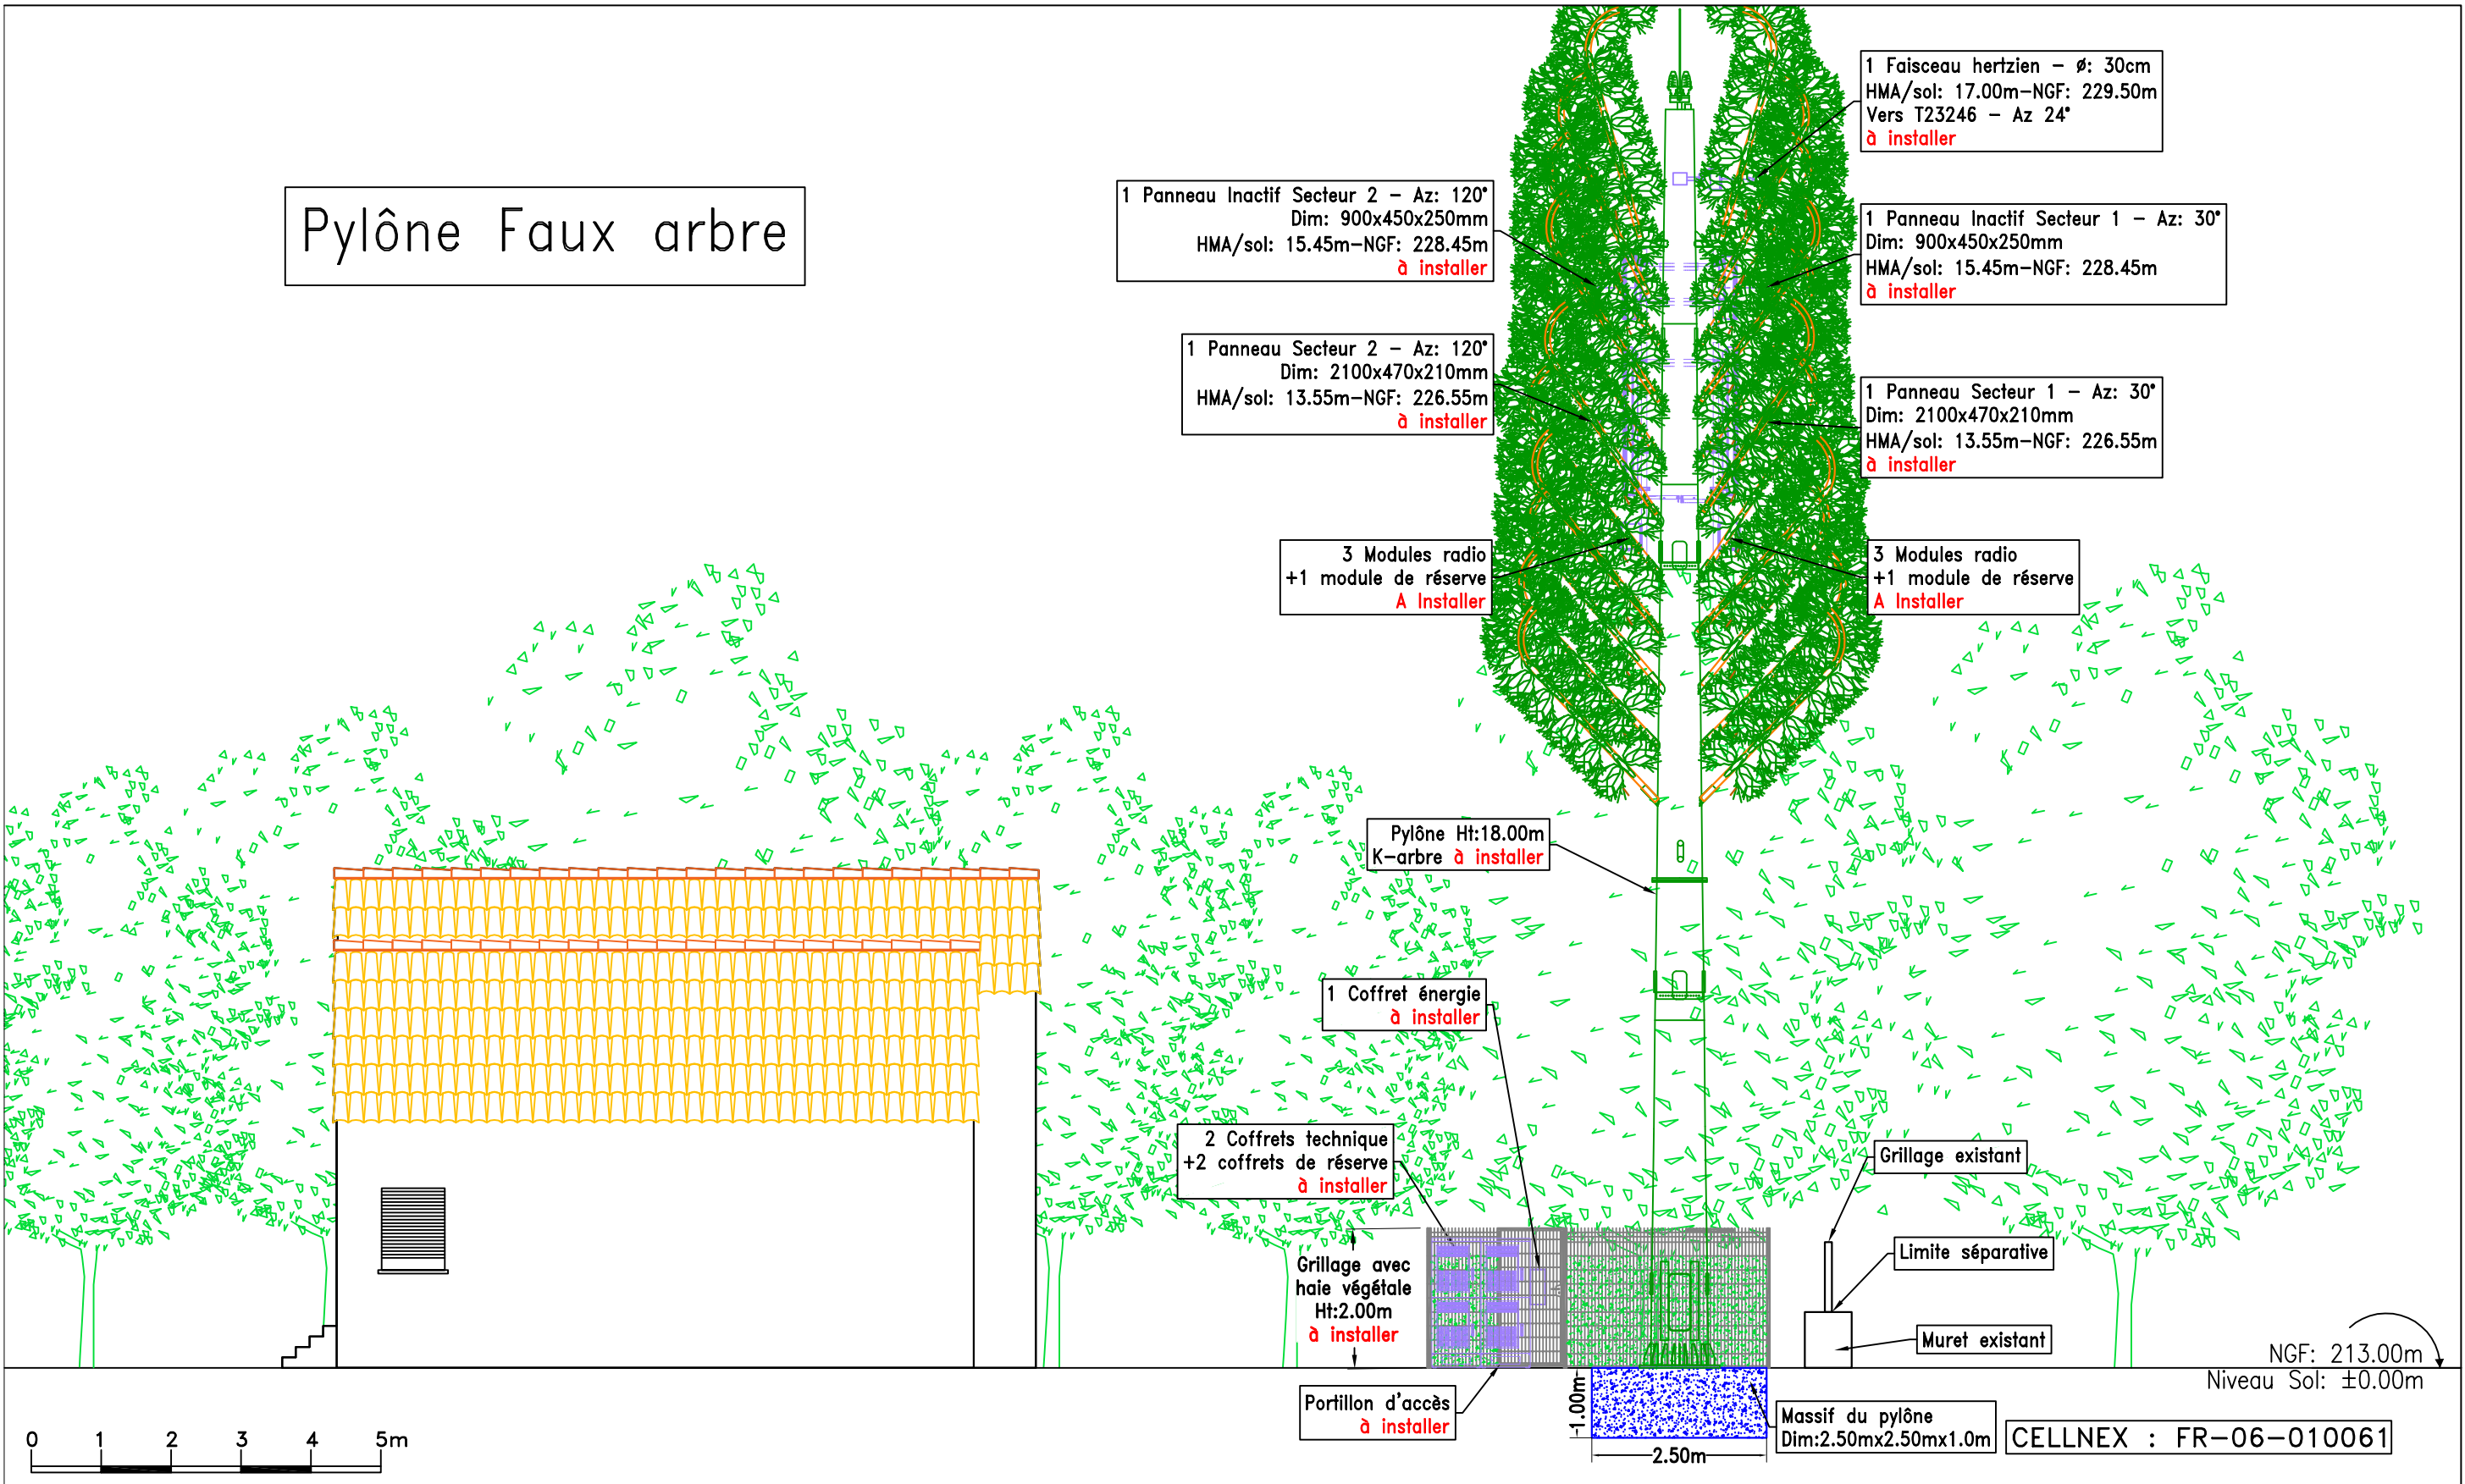 Pylône Faux arbre
1 Faisceau hertzien - ø: 30cm
HMA/sol: 17.00m-NGF: 229.50m
Vers T23246 - Az 24°
à installer
1 Panneau Inactif Secteur 2 - Az: 120°
Dim: 900x450x250mm
HMA/sol: 15.45m-NGF: 228.45m
à installer
1 Panneau Inactif Secteur 1 - Az: 30°
Dim: 900x450x250mm
HMA/sol: 15.45m-NGF: 228.45m
à installer
1 Panneau Secteur 2 - Az: 120°
Dim: 2100x470x210mm
HMA/sol: 13.55m-NGF: 226.55m
à installer
1 Panneau Secteur 1 - Az: 30°
Dim: 2100x470x210mm
HMA/sol: 13.55m-NGF: 226.55m
à installer
3 Modules radio
+1 module de réserve
A Installer
3 Modules radio
+1 module de réserve
A Installer
Pylône Ht:18.00m
K-arbre à installer
1 Coffret énergie
à installer
2 Coffrets technique
+2 coffrets de réserve
à installer
Grillage existant
Limite séparative
Muret existant
Grillage avec
haie végétale
Ht:2.00m
à installer
NGF: 213.00m
Niveau Sol: ±0.00m
Portillon d'accès
à installer
1.00m
2.50m
Massif du pylône
Dim:2.50mx2.50mx1.0m
CELLNEX : FR-06-010061
0 1 2 3 4 5m